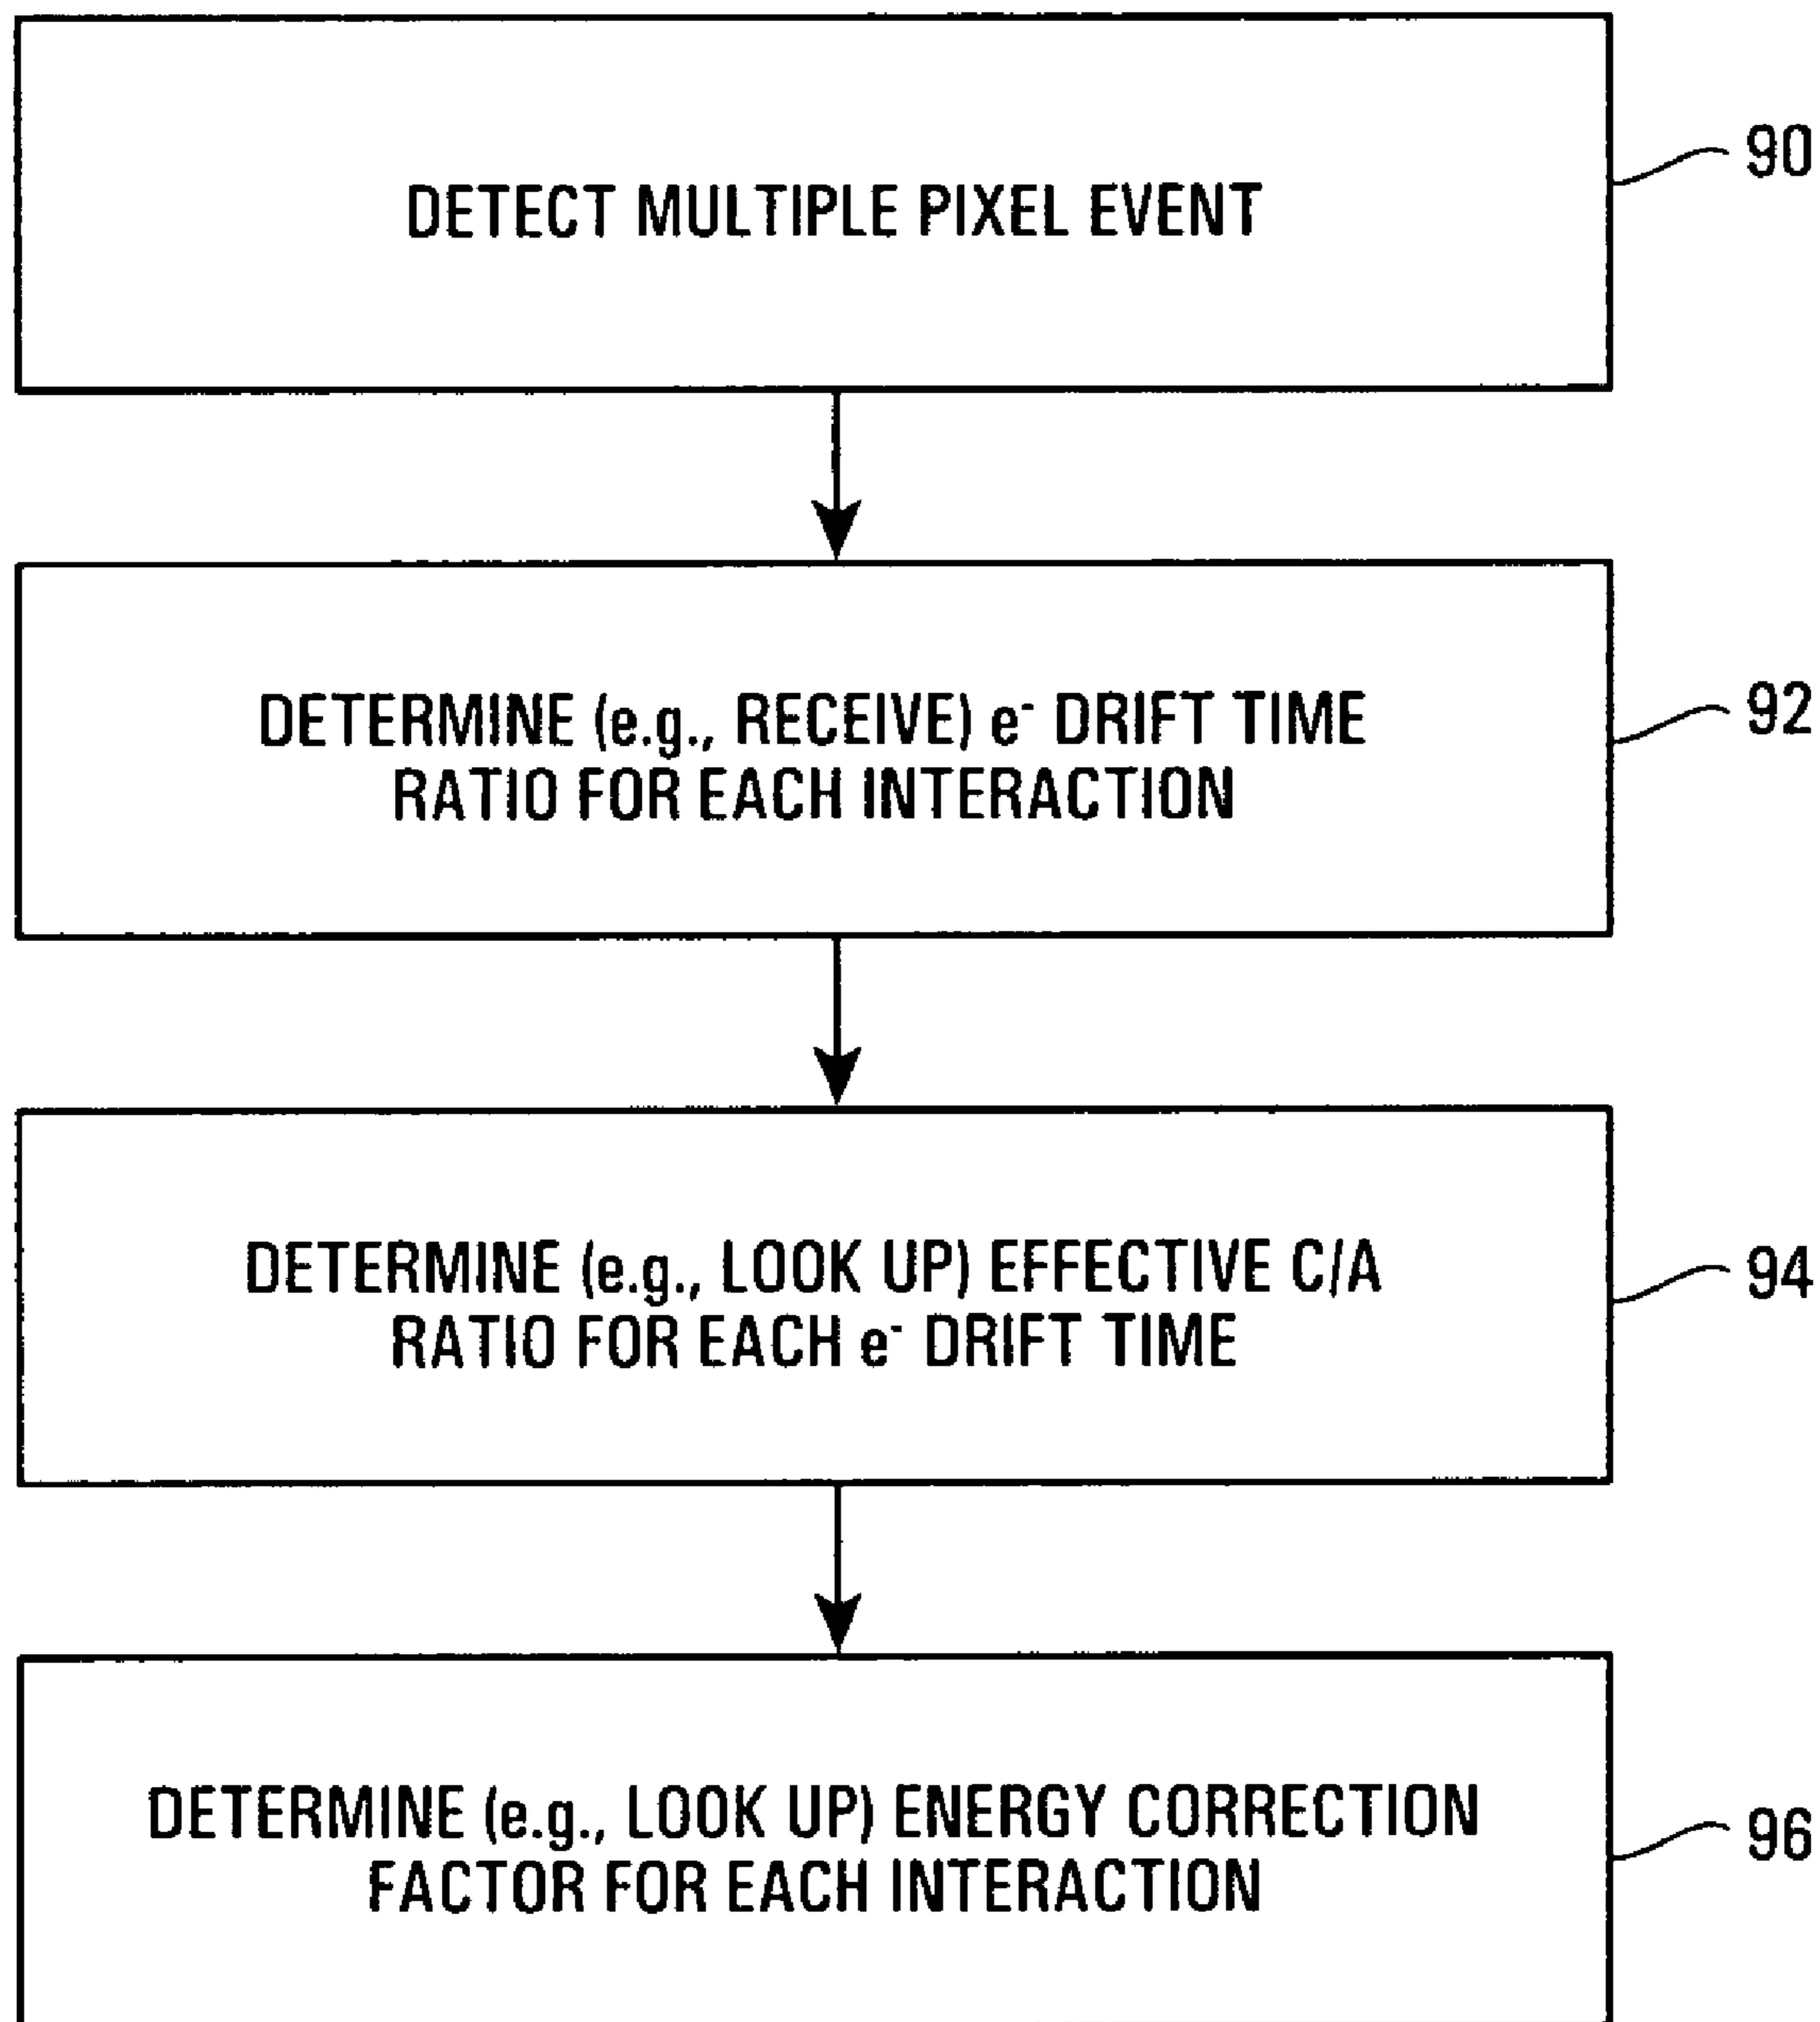 DETECT MULTIPLE PIXEL EVENT
90
DETERMINE (e.g., RECEIVE) e⁻ DRIFT TIME
RATIO FOR EACH INTERACTION
92
DETERMINE (e.g., LOOK UP) EFFECTIVE C/A
RATIO FOR EACH e⁻ DRIFT TIME
94
DETERMINE (e.g., LOOK UP) ENERGY CORRECTION
FACTOR FOR EACH INTERACTION
96